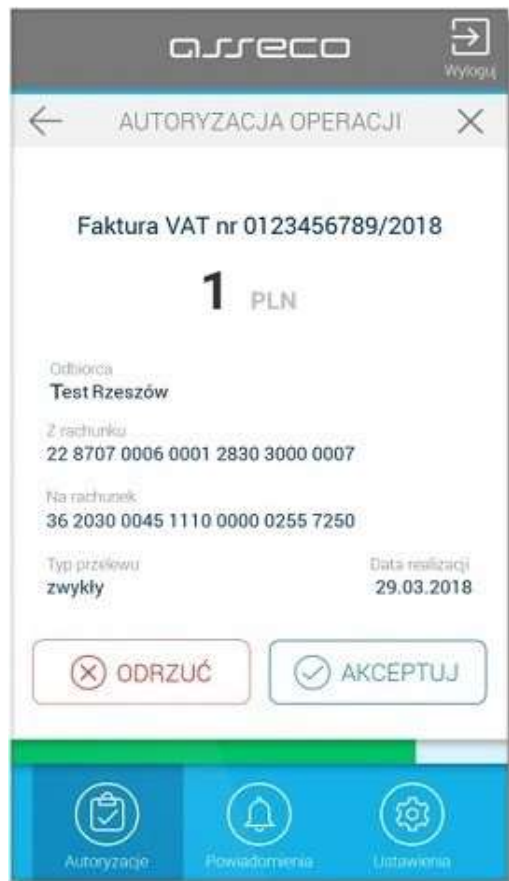 asseco
Wyloguj
AUTORYZACJA OPERACJI
Faktura VAT nr 0123456789/2018
1 PLN
Odbiorca
Test Rzeszów
Z rachunku
22 8707 0006 0001 2830 3000 0007
Na rachunek
36 2030 0045 1110 0000 0255 7250
Typ przelewu Data realizacji
zwykły 29.03.2018
ODRZUĆ AKCEPTUJ
Autoryzacje Powiadomienia Ustawienia